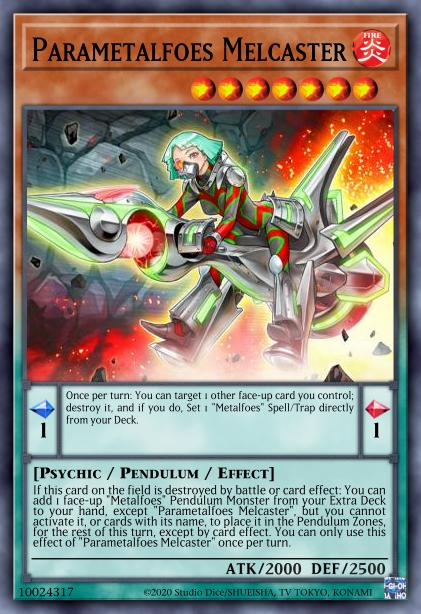 PARAMETALFOES MELCASTER
FIRE
炎
Once per turn: You can target 1 other face-up card you control;
destroy it, and if you do, Set 1 "Metalfoes" Spell/Trap directly
from your Deck.
1
1
[PSYCHIC / PENDULUM / EFFECT]
If this card on the field is destroyed by battle or card effect: You can
add 1 face-up "Metalfoes" Pendulum Monster from your Extra Deck
to your hand, except "Parametalfoes Melcaster", but you cannot
activate it, or cards with its name, to place it in the Pendulum Zones,
for the rest of this turn, except by card effect. You can only use this
effect of "Parametalfoes Melcaster" once per turn.
ATK/2000 DEF/2500
10024317
©2020 Studio Dice/SHUEISHA, TV TOKYO, KONAMI